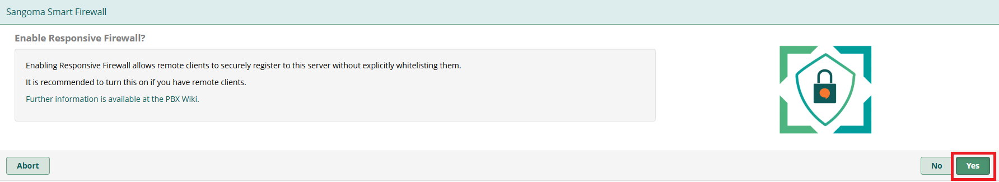 Sangoma Smart Firewall
Enable Responsive Firewall?
Enabling Responsive Firewall allows remote clients to securely register to this server without explicitly whitelisting them.
It is recommended to turn this on if you have remote clients.
Further information is available at the PBX Wiki.
Abort
No
Yes